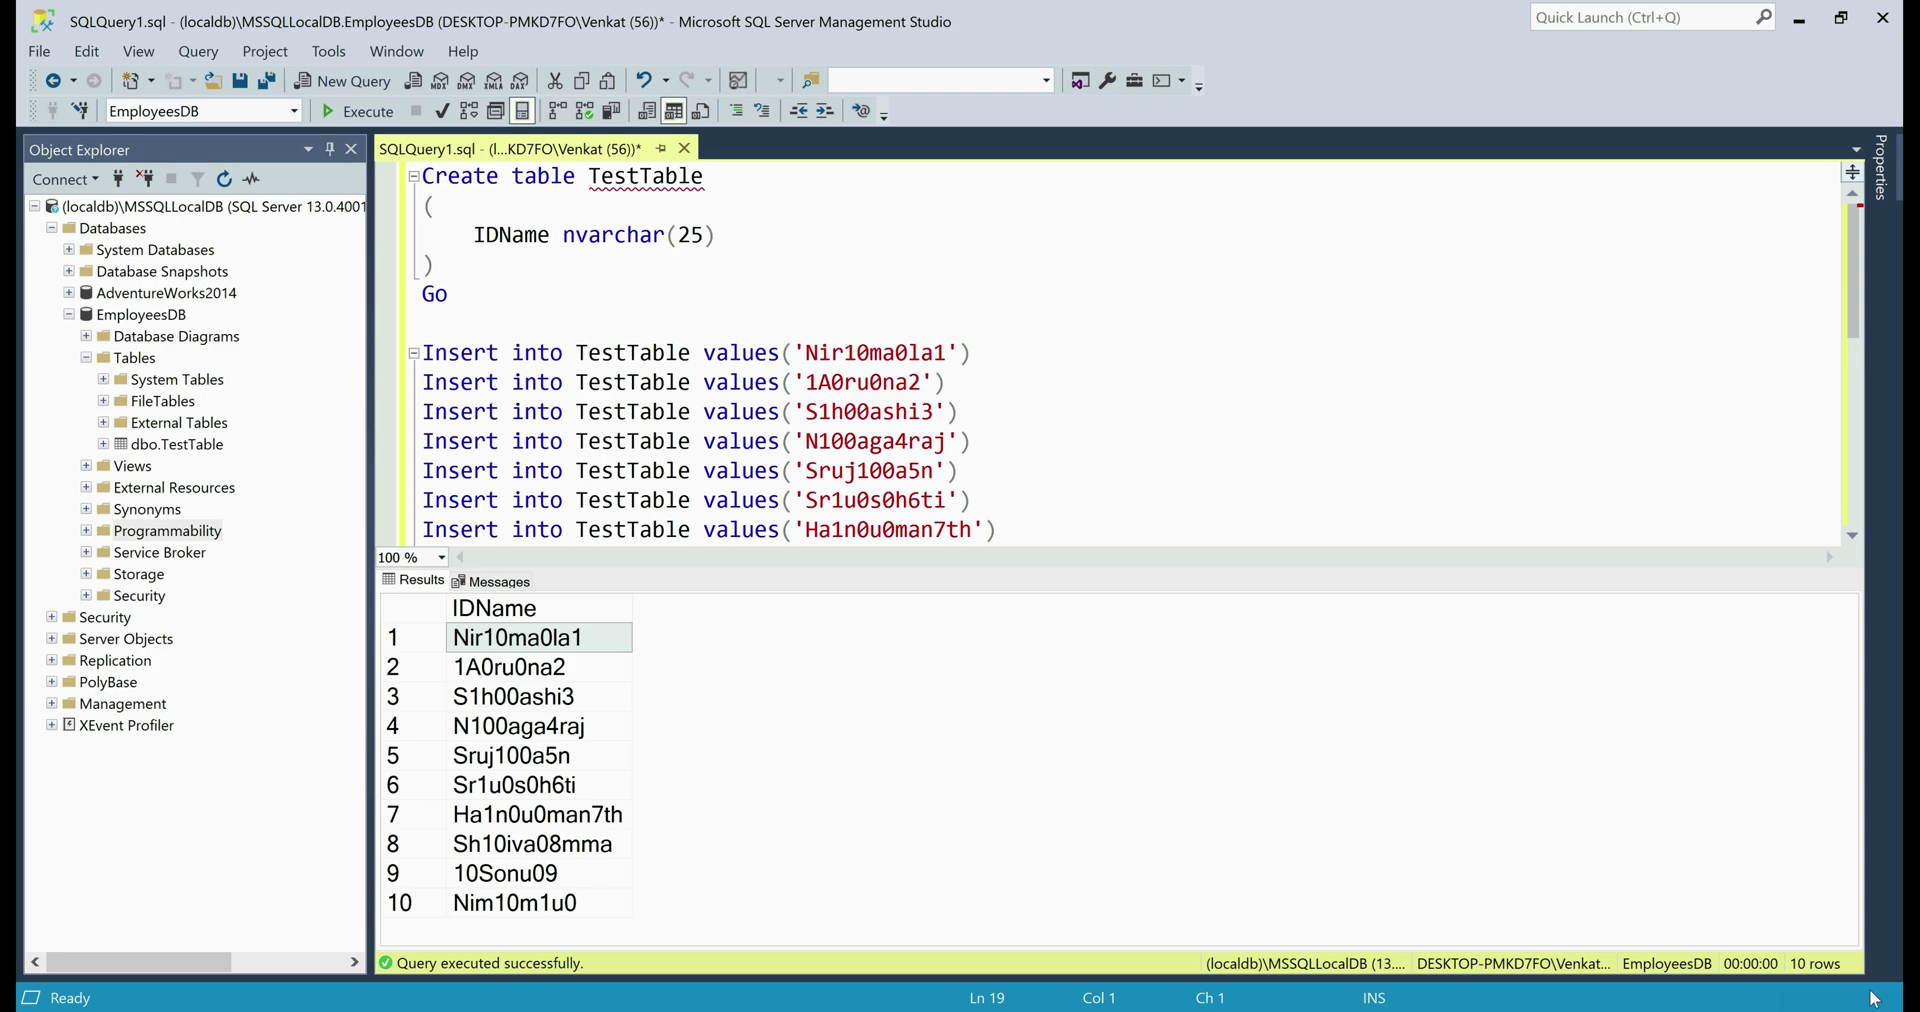 SQLQuery1.sql - (localdb)\MSSQLLocalDB.EmployeesDB (DESKTOP-PMKD7FO\Venkat (56))* - Microsoft SQL Server Management Studio
Quick Launch (Ctrl+Q)
File Edit View Query Project Tools Window Help
New Query MDX DMX XMLA DAX
EmployeesDB Execute
Object Explorer
SQLQuery1.sql - (l...KD7FO\Venkat (56))*
Properties
Connect
(localdb)\MSSQLLocalDB (SQL Server 13.0.4001
Databases
System Databases
Database Snapshots
AdventureWorks2014
EmployeesDB
Database Diagrams
Tables
System Tables
FileTables
External Tables
dbo.TestTable
Views
External Resources
Synonyms
Programmability
Service Broker
Storage
Security
Security
Server Objects
Replication
PolyBase
Management
XEvent Profiler
Create table TestTable
(
IDName nvarchar(25)
)
Go
Insert into TestTable values('Nir10ma0la1')
Insert into TestTable values('1A0ru0na2')
Insert into TestTable values('S1h00ashi3')
Insert into TestTable values('N100aga4raj')
Insert into TestTable values('Sruj100a5n')
Insert into TestTable values('Sr1u0s0h6ti')
Insert into TestTable values('Ha1n0u0man7th')
100 %
Results Messages
IDName
1 Nir10ma0la1
2 1A0ru0na2
3 S1h00ashi3
4 N100aga4raj
5 Sruj100a5n
6 Sr1u0s0h6ti
7 Ha1n0u0man7th
8 Sh10iva08mma
9 10Sonu09
10 Nim10m1u0
Query executed successfully. (localdb)\MSSQLLocalDB (13.... DESKTOP-PMKD7FO\Venkat... EmployeesDB 00:00:00 10 rows
Ready Ln 19 Col 1 Ch 1 INS